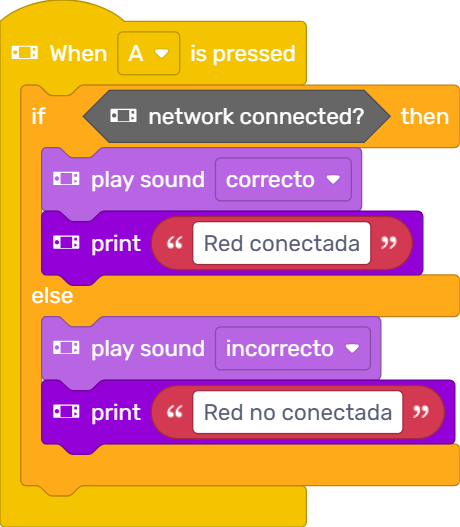 When A is pressed
if network connected? then
play sound correcto
print “ Red conectada ”
else
play sound incorrecto
print “ Red no conectada ”